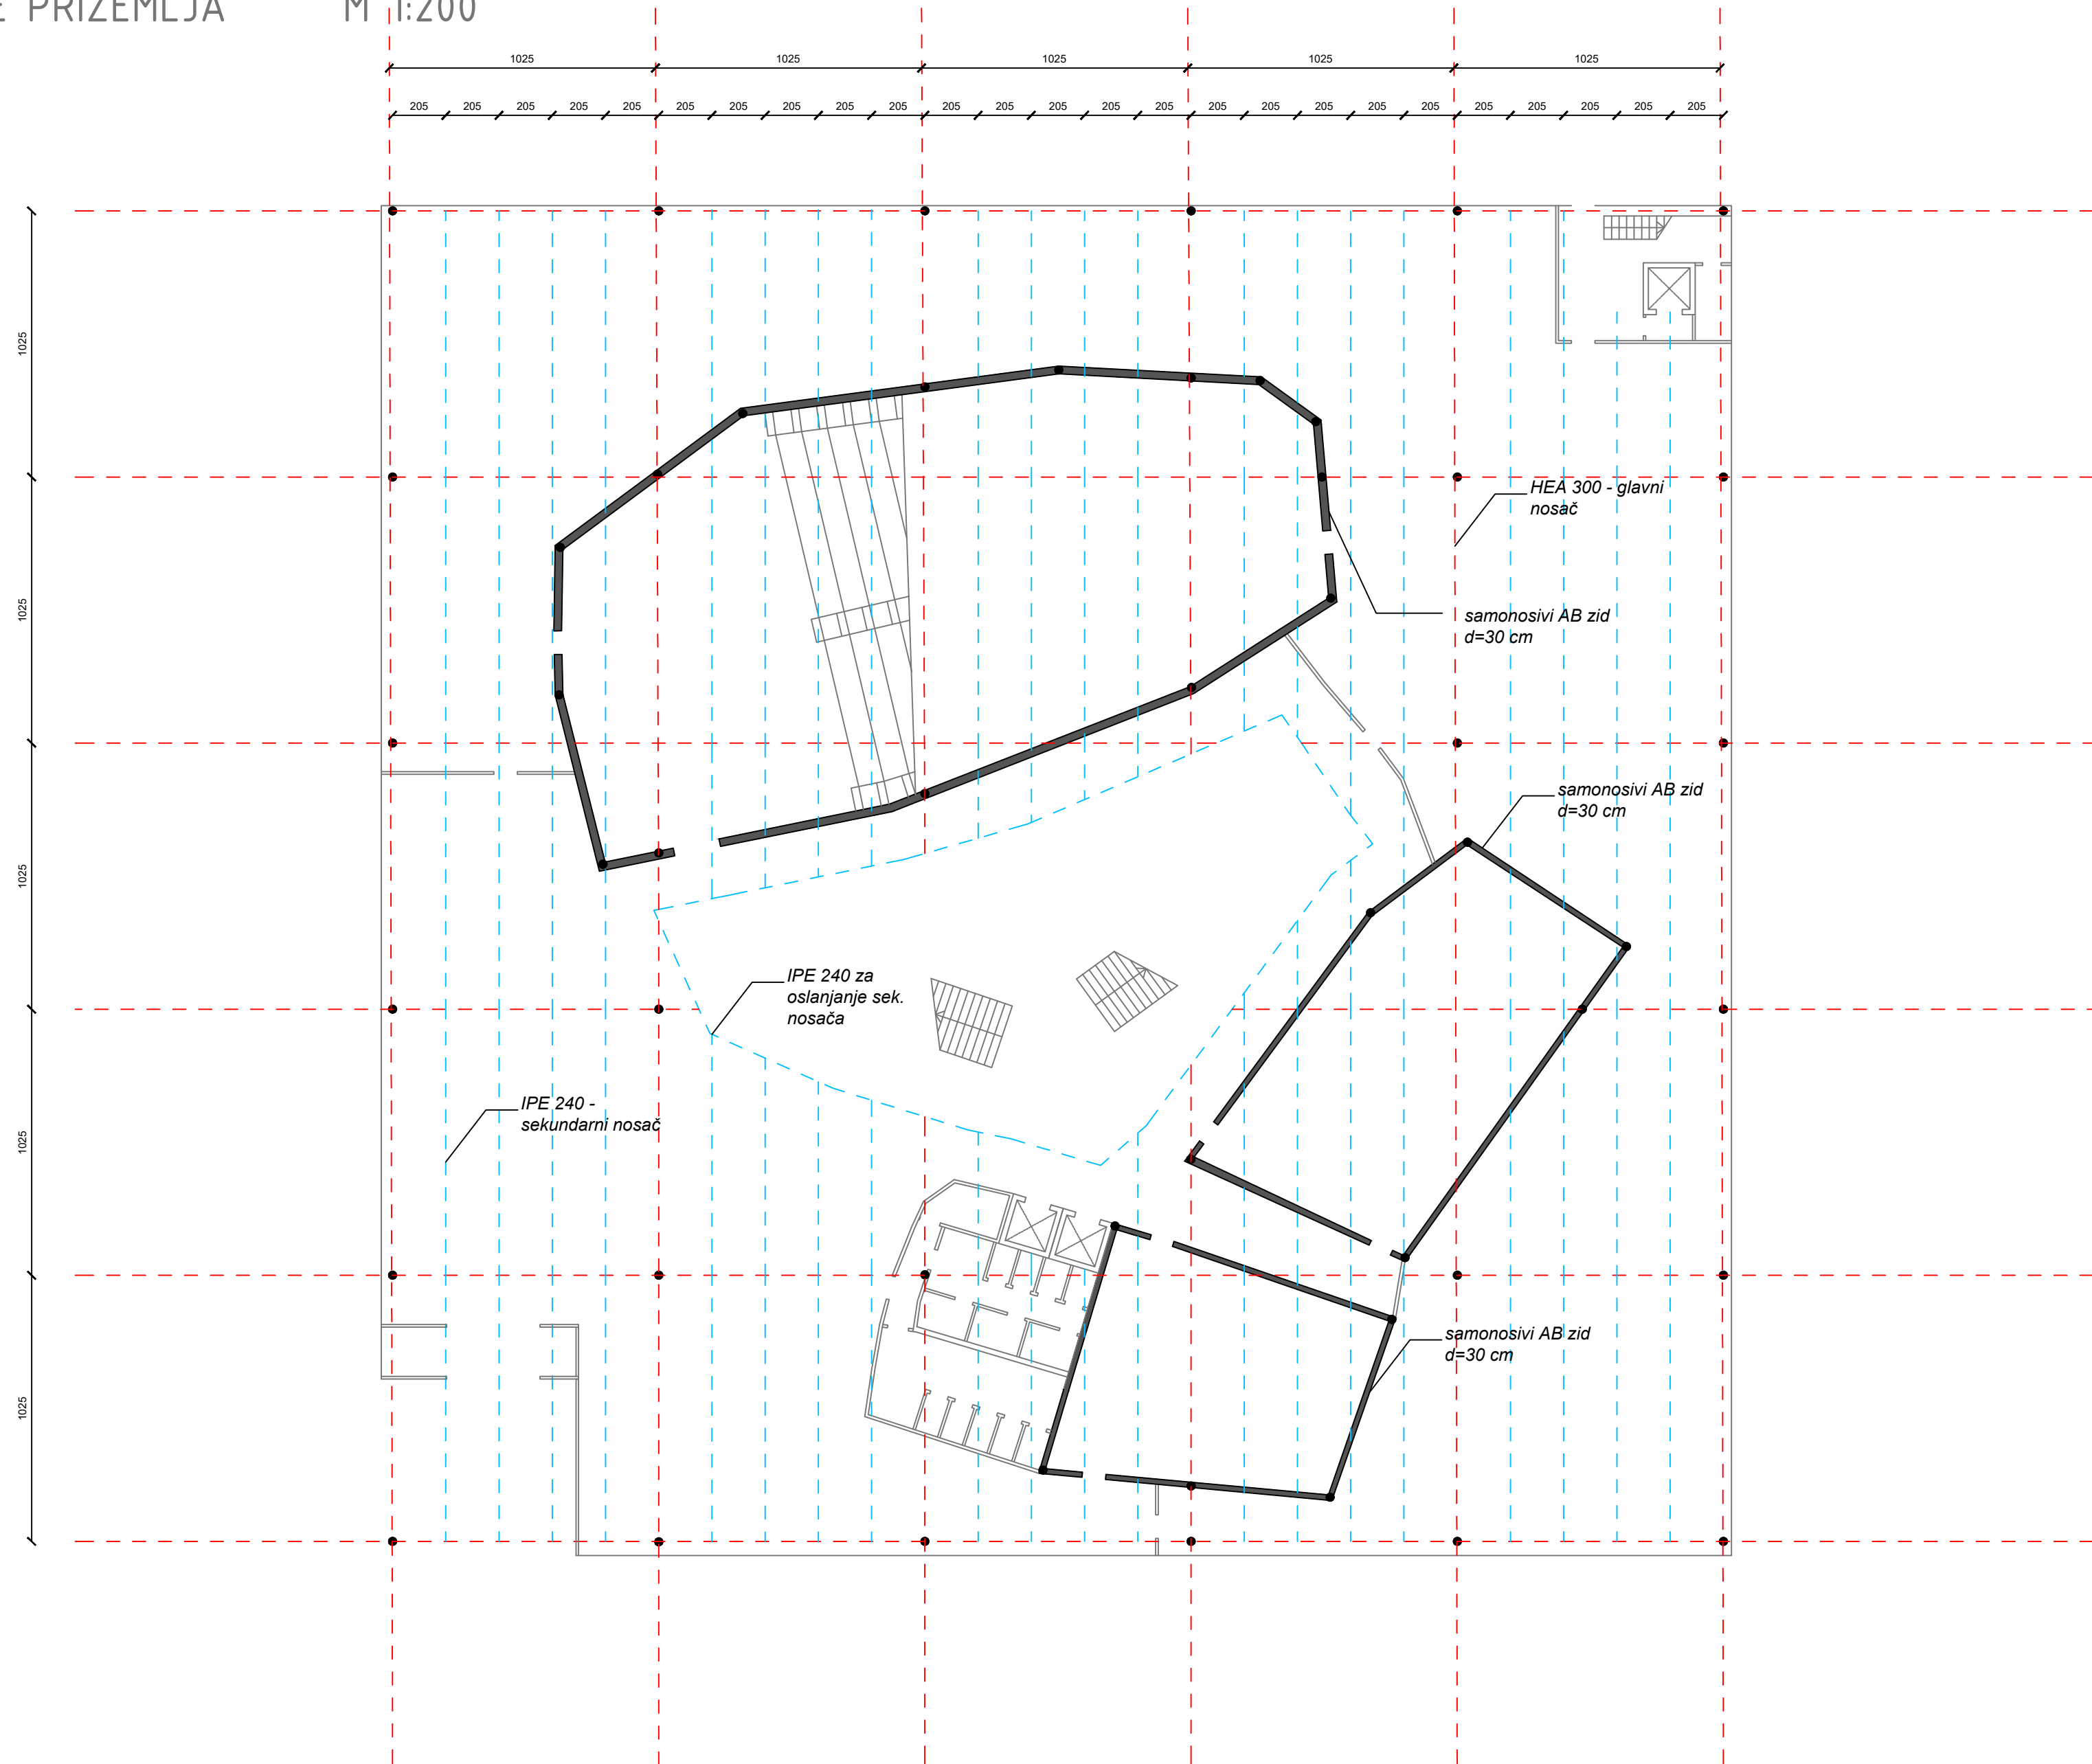 E PRIZEMLJA M 1:200
1025 1025 1025 1025 1025
205 205 205 205 205 205 205 205 205 205 205 205 205 205 205 205 205 205 205 205 205 205 205 205 205
1025
1025
1025
1025
1025
HEA 300 - glavni
nosač
samonosivi AB zid
d=30 cm
samonosivi AB zid
d=30 cm
IPE 240 za
oslanjanje sek.
nosača
IPE 240 -
sekundarni nosač
samonosivi AB zid
d=30 cm